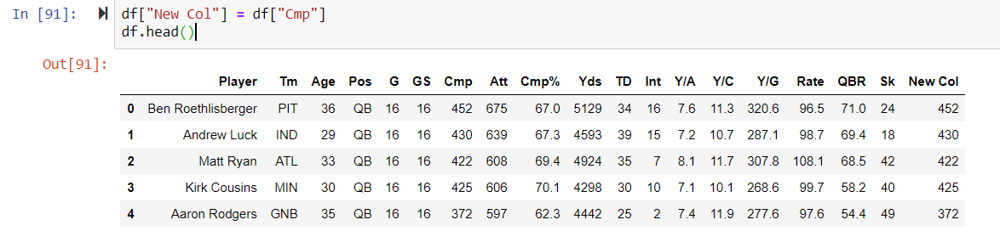 In [91]: df["New Col"] = df["Cmp"]
df.head()
Out[91]:
Player Tm Age Pos G GS Cmp Att Cmp% Yds TD Int Y/A Y/C Y/G Rate QBR Sk New Col
0 Ben Roethlisberger PIT 36 QB 16 16 452 675 67.0 5129 34 16 7.6 11.3 320.6 96.5 71.0 24 452
1 Andrew Luck IND 29 QB 16 16 430 639 67.3 4593 39 15 7.2 10.7 287.1 98.7 69.4 18 430
2 Matt Ryan ATL 33 QB 16 16 422 608 69.4 4924 35 7 8.1 11.7 307.8 108.1 68.5 42 422
3 Kirk Cousins MIN 30 QB 16 16 425 606 70.1 4298 30 10 7.1 10.1 268.6 99.7 58.2 40 425
4 Aaron Rodgers GNB 35 QB 16 16 372 597 62.3 4442 25 2 7.4 11.9 277.6 97.6 54.4 49 372